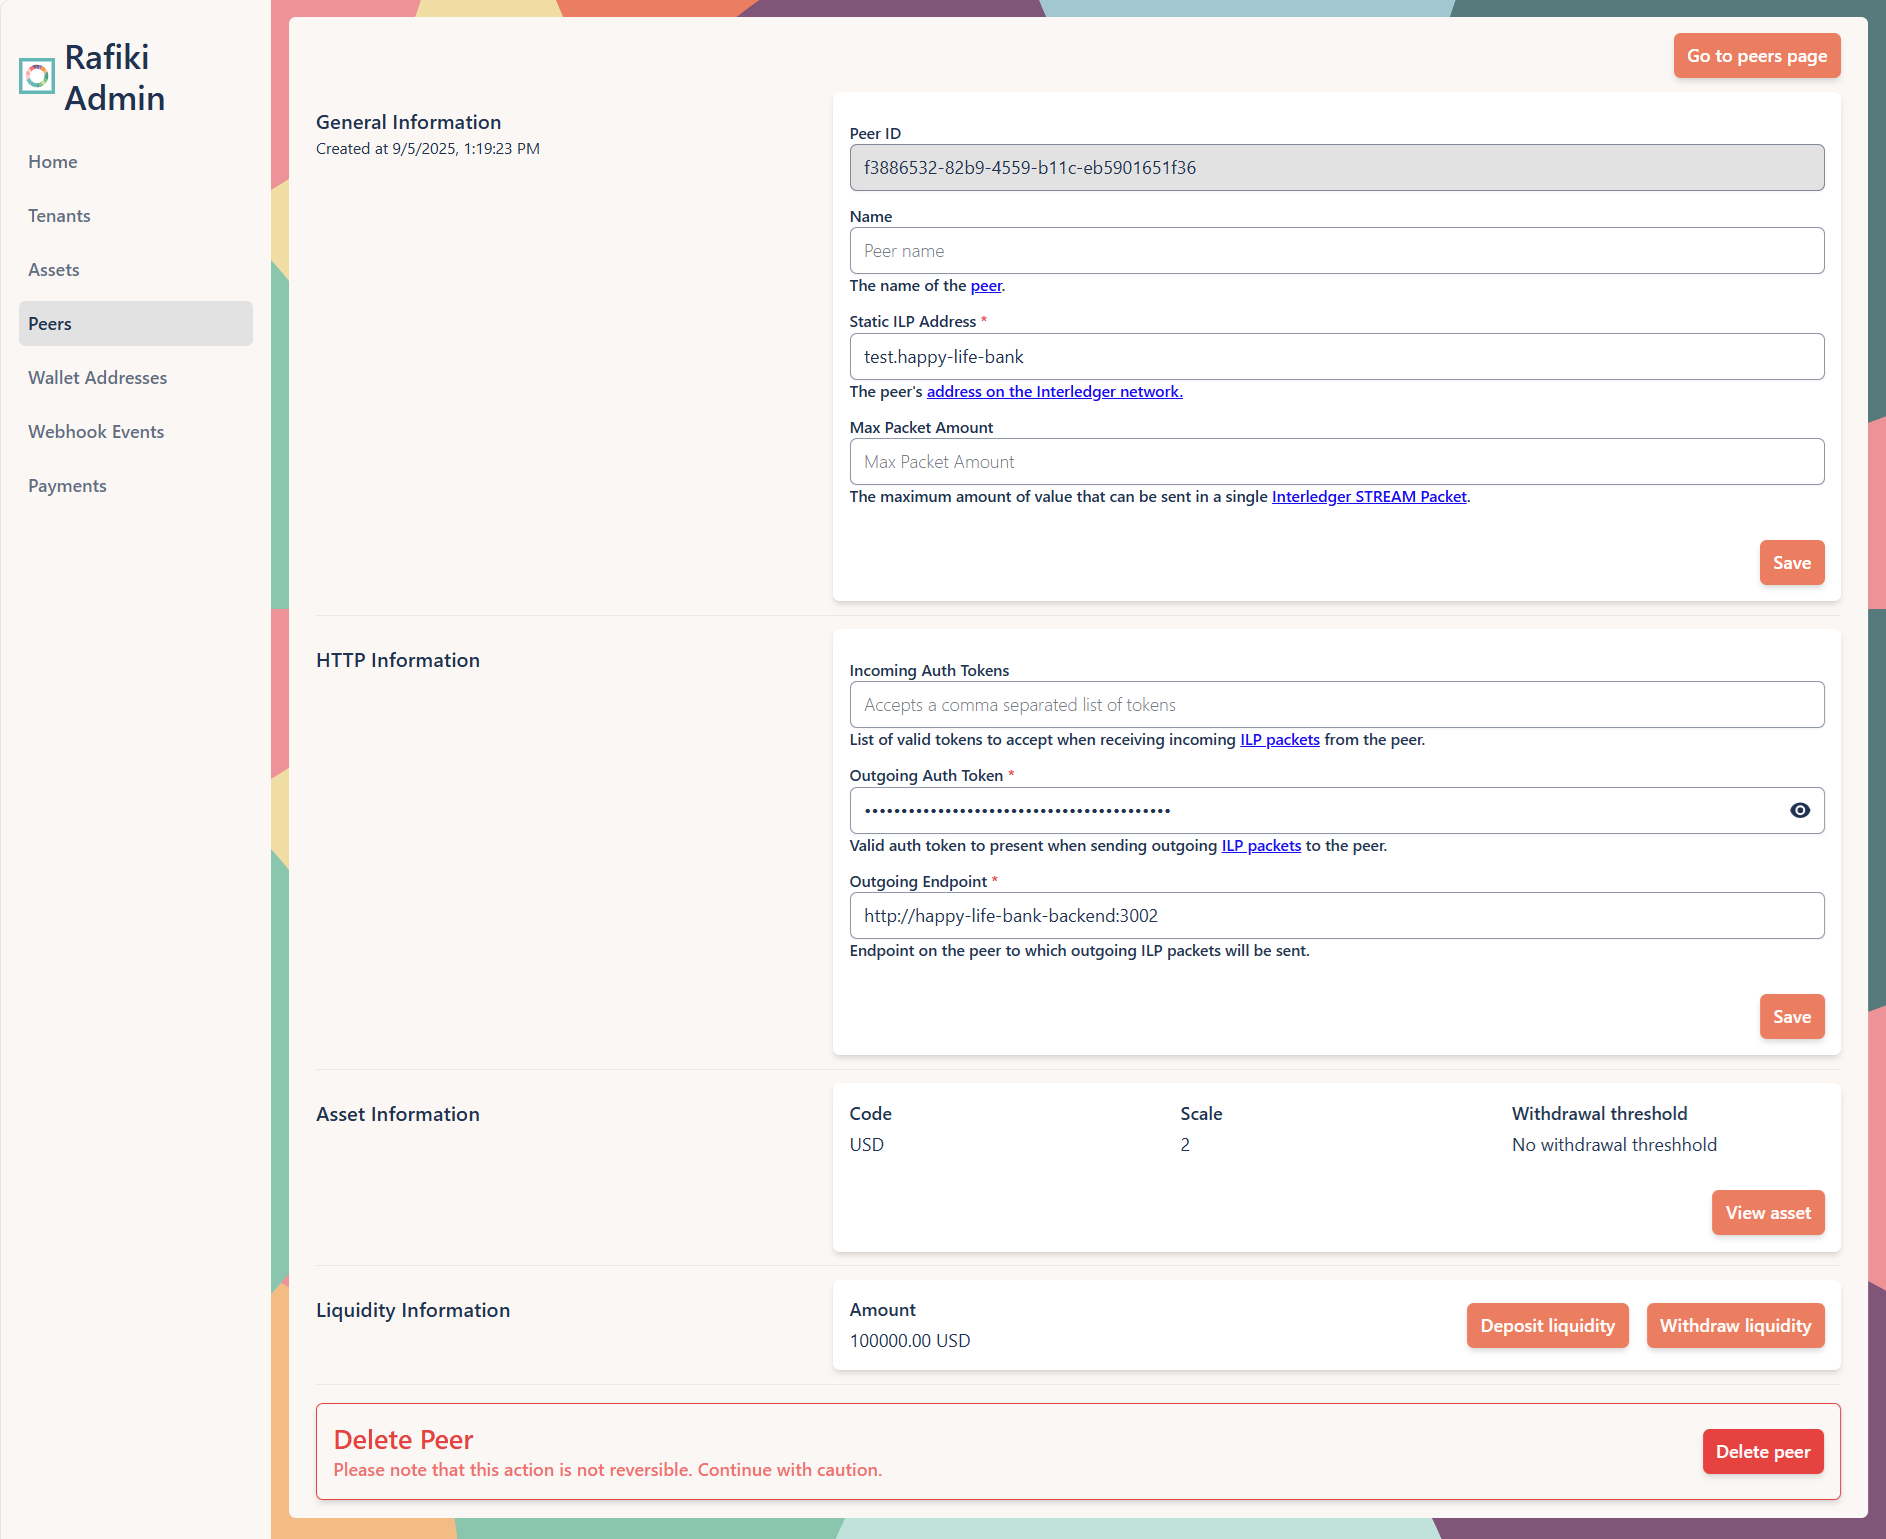 Rafiki
Admin
Home
Tenants
Assets
Peers
Wallet Addresses
Webhook Events
Payments
Go to peers page
General Information
Created at 9/5/2025, 1:19:23 PM
Peer ID
f3886532-82b9-4559-b11c-eb5901651f36
Name
Peer name
The name of the peer.
Static ILP Address *
test.happy-life-bank
The peer's address on the Interledger network.
Max Packet Amount
Max Packet Amount
The maximum amount of value that can be sent in a single Interledger STREAM Packet.
Save
HTTP Information
Incoming Auth Tokens
Accepts a comma separated list of tokens
List of valid tokens to accept when receiving incoming ILP packets from the peer.
Outgoing Auth Token *
Valid auth token to present when sending outgoing ILP packets to the peer.
Outgoing Endpoint *
http://happy-life-bank-backend:3002
Endpoint on the peer to which outgoing ILP packets will be sent.
Save
Asset Information
Code Scale Withdrawal threshold
USD 2 No withdrawal threshhold
View asset
Liquidity Information
Amount
100000.00 USD
Deposit liquidity Withdraw liquidity
Delete Peer
Please note that this action is not reversible. Continue with caution.
Delete peer